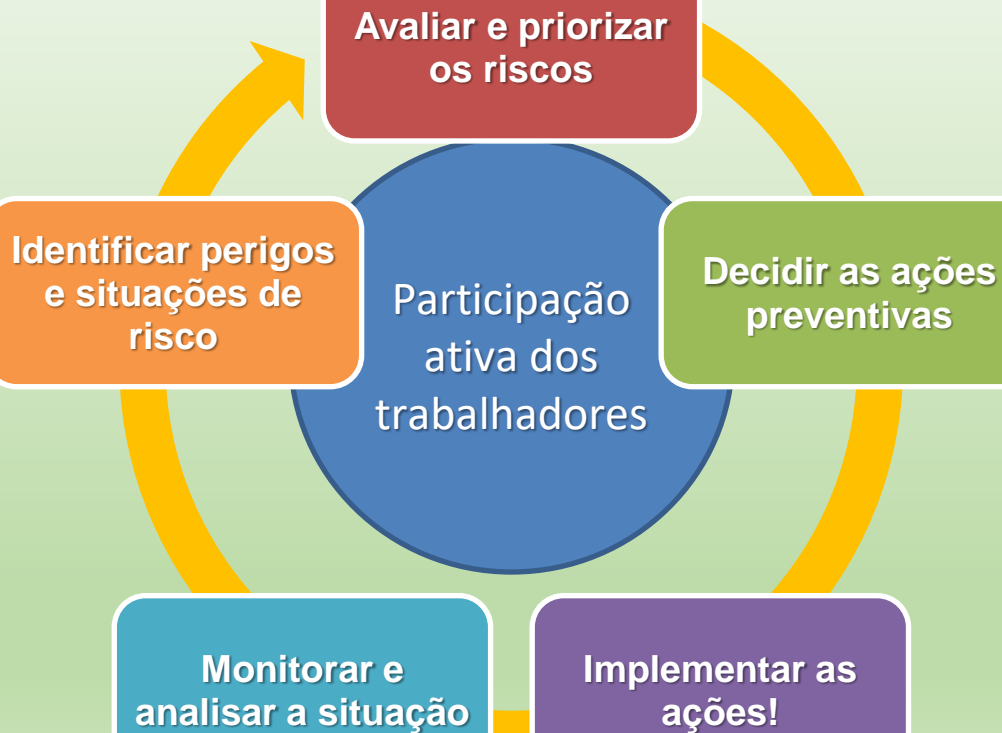 Avaliar e priorizar
os riscos
Identificar perigos
e situações de
risco
Participação
ativa dos
trabalhadores
Decidir as ações
preventivas
Monitorar e
analisar a situação
Implementar as
ações!